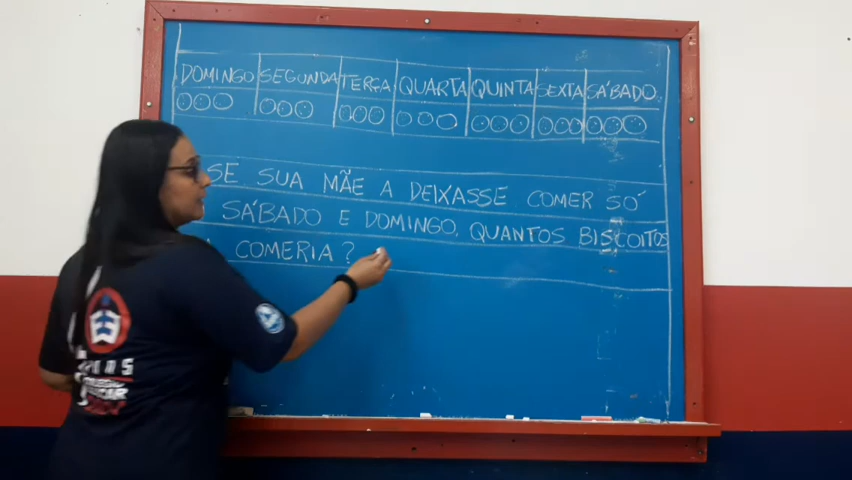 DOMINGO SEGUNDA TERÇA QUARTA QUINTA SEXTA SÁBADO
SE SUA MÃE A DEIXASSE COMER SÓ
SÁBADO E DOMINGO, QUANTOS BISCOITOS
COMERIA?